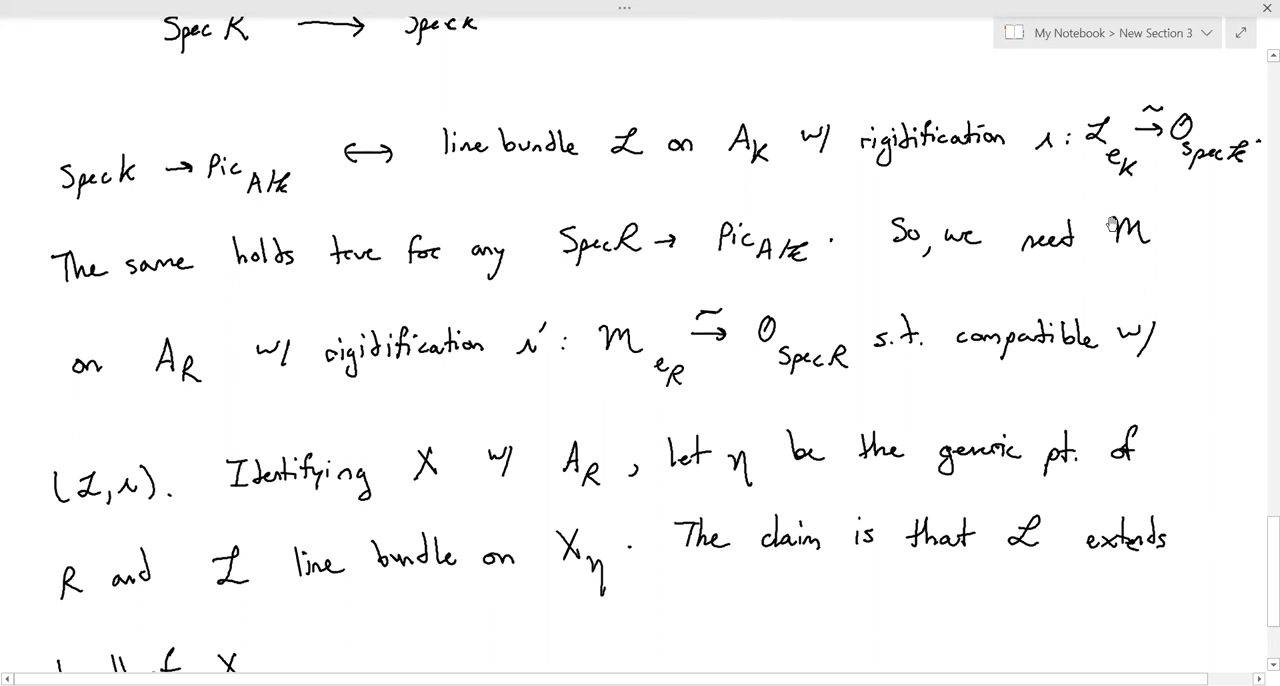 My Notebook > New Section 3
Spec K → Spec k
Spec k → Pic_{A/k} ↔ line bundle ℒ on A_K w/ rigitification 𝓇 : ℒ_{e_K} ⥲ 𝒪_{Spec k}.
The same holds true for any Spec R → Pic_{A/k}. So, we need M
on A_R w/ rigitification 𝓇' : M_{e_R} ⥲ 𝒪_{Spec R} s.t. compatible w/
(ℒ, 𝓇). Identifying X w/ A_R, let η be the generic pt. of
R and ℒ line bundle on X_η. The claim is that ℒ extends